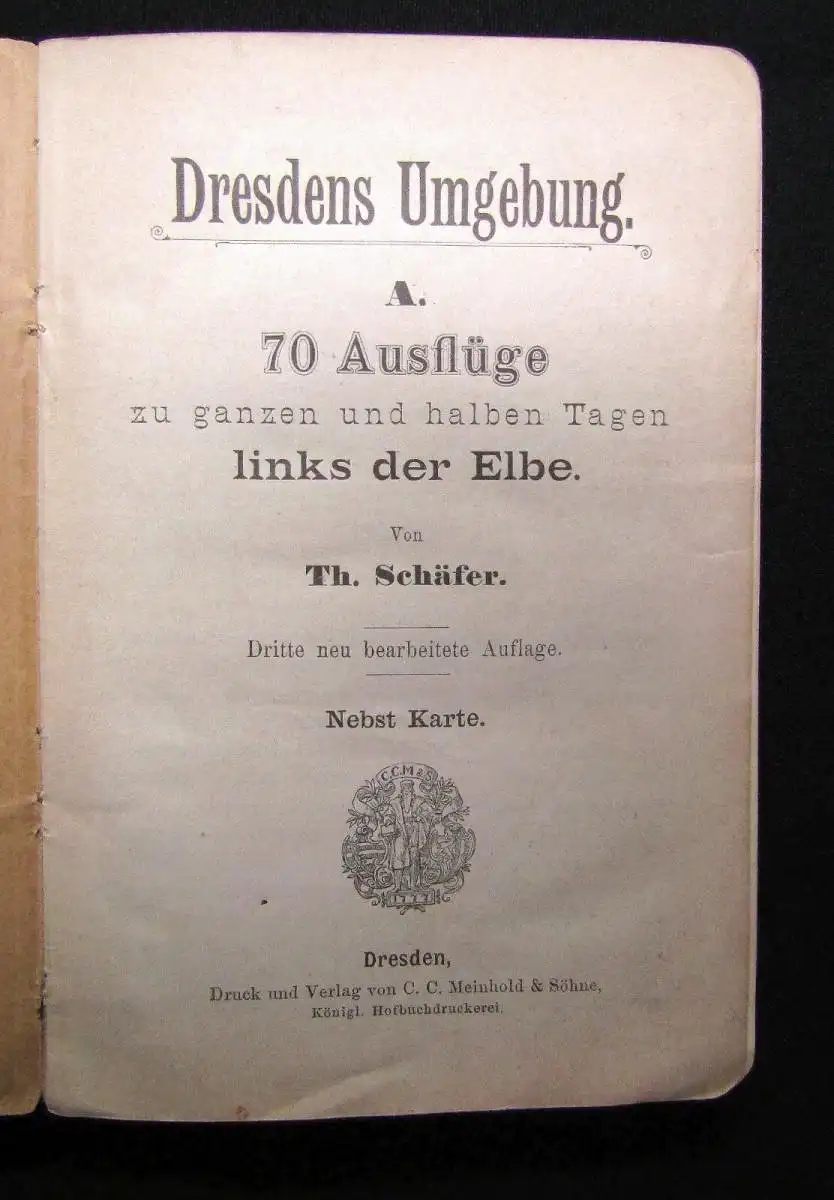 Dresdens Umgebung.
A.
70 Ausflüge
zu ganzen und halben Tagen
links der Elbe.
Von
Th. Schäfer.
Dritte neu bearbeitete Auflage.
Nebst Karte.
C.C.M&S.
1777
Dresden,
Druck und Verlag von C. C. Meinhold & Söhne,
Königl. Hofbuchdruckerei.